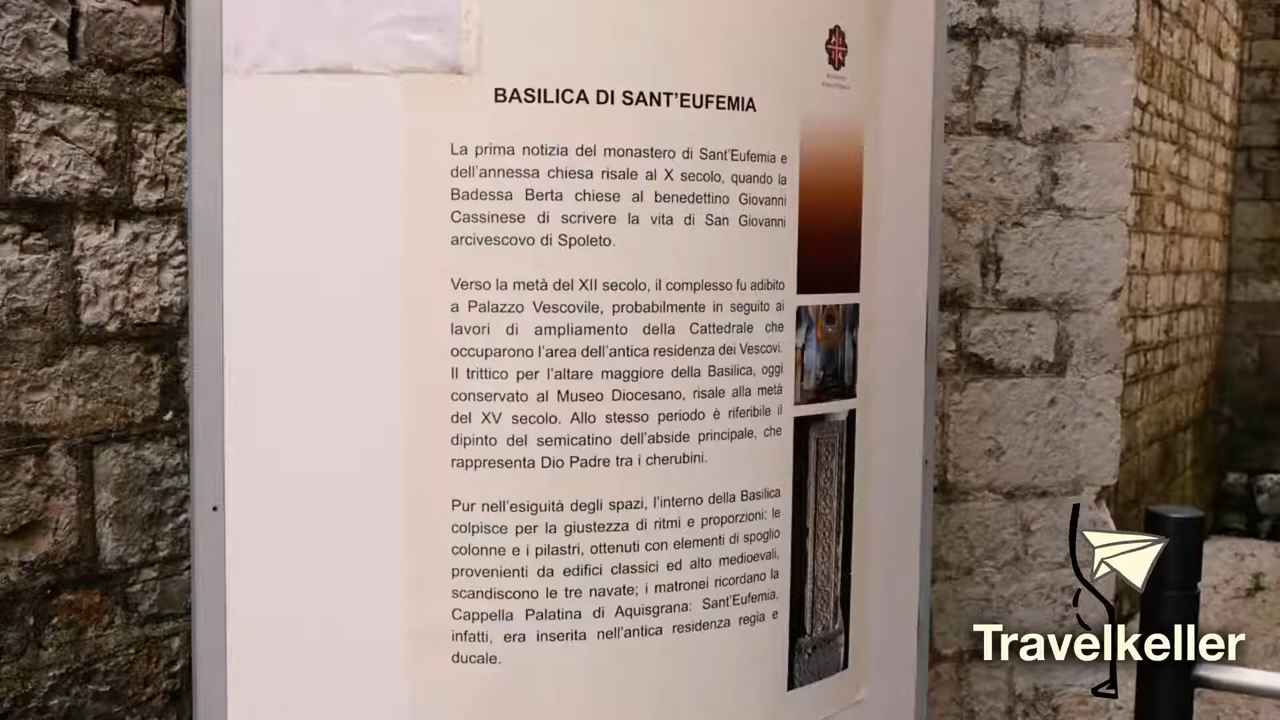 BASILICA DI SANT'EUFEMIA
La prima notizia del monastero di Sant'Eufemia e
dell'annessa chiesa risale al X secolo, quando la
Badessa Berta chiese al benedettino Giovanni
Cassinese di scrivere la vita di San Giovanni
arcivescovo di Spoleto.
Verso la metà del XII secolo, il complesso fu adibito
a Palazzo Vescovile, probabilmente in seguito ai
lavori di ampliamento della Cattedrale che
occuparono l'area dell'antica residenza dei Vescovi.
Il trittico per l'altare maggiore della Basilica, oggi
conservato al Museo Diocesano, risale alla metà
del XV secolo. Allo stesso periodo è riferibile il
dipinto del semicatino dell'abside principale, che
rappresenta Dio Padre tra i cherubini.
Pur nell'esiguità degli spazi, l'interno della Basilica
colpisce per la giustezza di ritmi e proporzioni: le
colonne e i pilastri, ottenuti con elementi di spoglio
provenienti da edifici classici ed alto medioevali,
scandiscono le tre navate; i matronei ricordano la
Cappella Palatina di Aquisgrana: Sant'Eufemia,
infatti, era inserita nell'antica residenza regia e
ducale.
Travelkeller